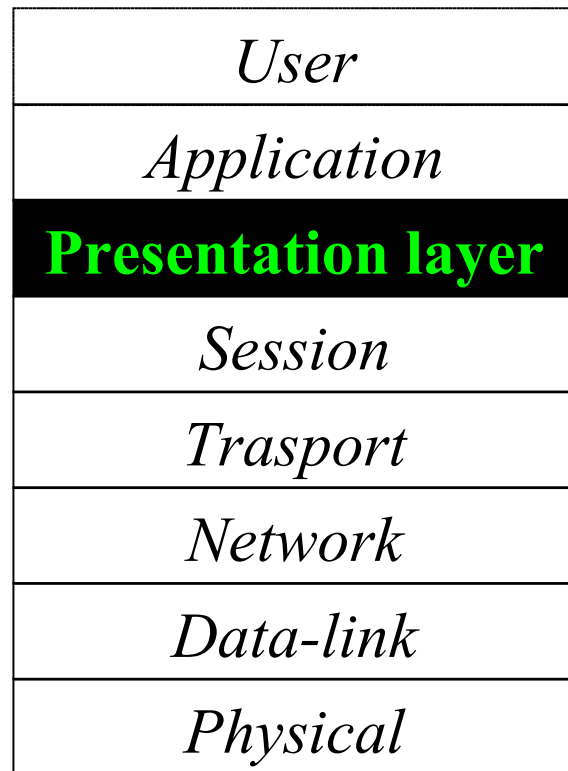 User
Application
Presentation layer
Session
Trasport
Network
Data-link
Physical